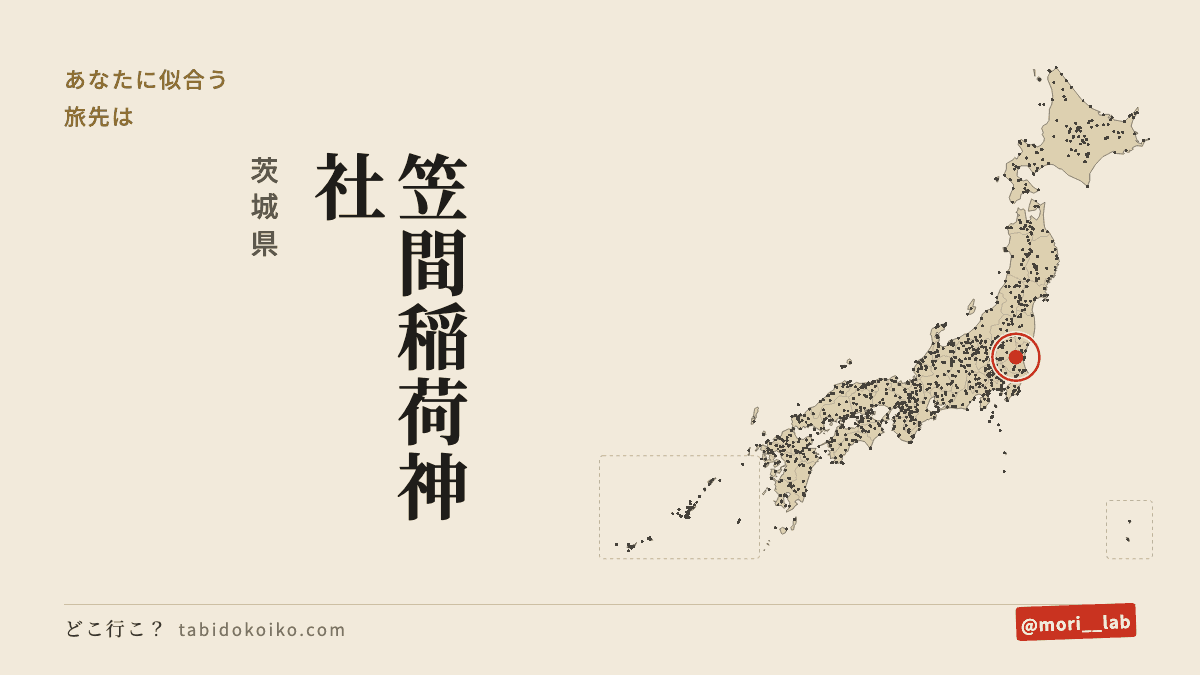 あなたに似合う
旅先は
笠間稲荷神
社
茨城県
どこ行こ？ tabidokoiko.com
@mori__lab